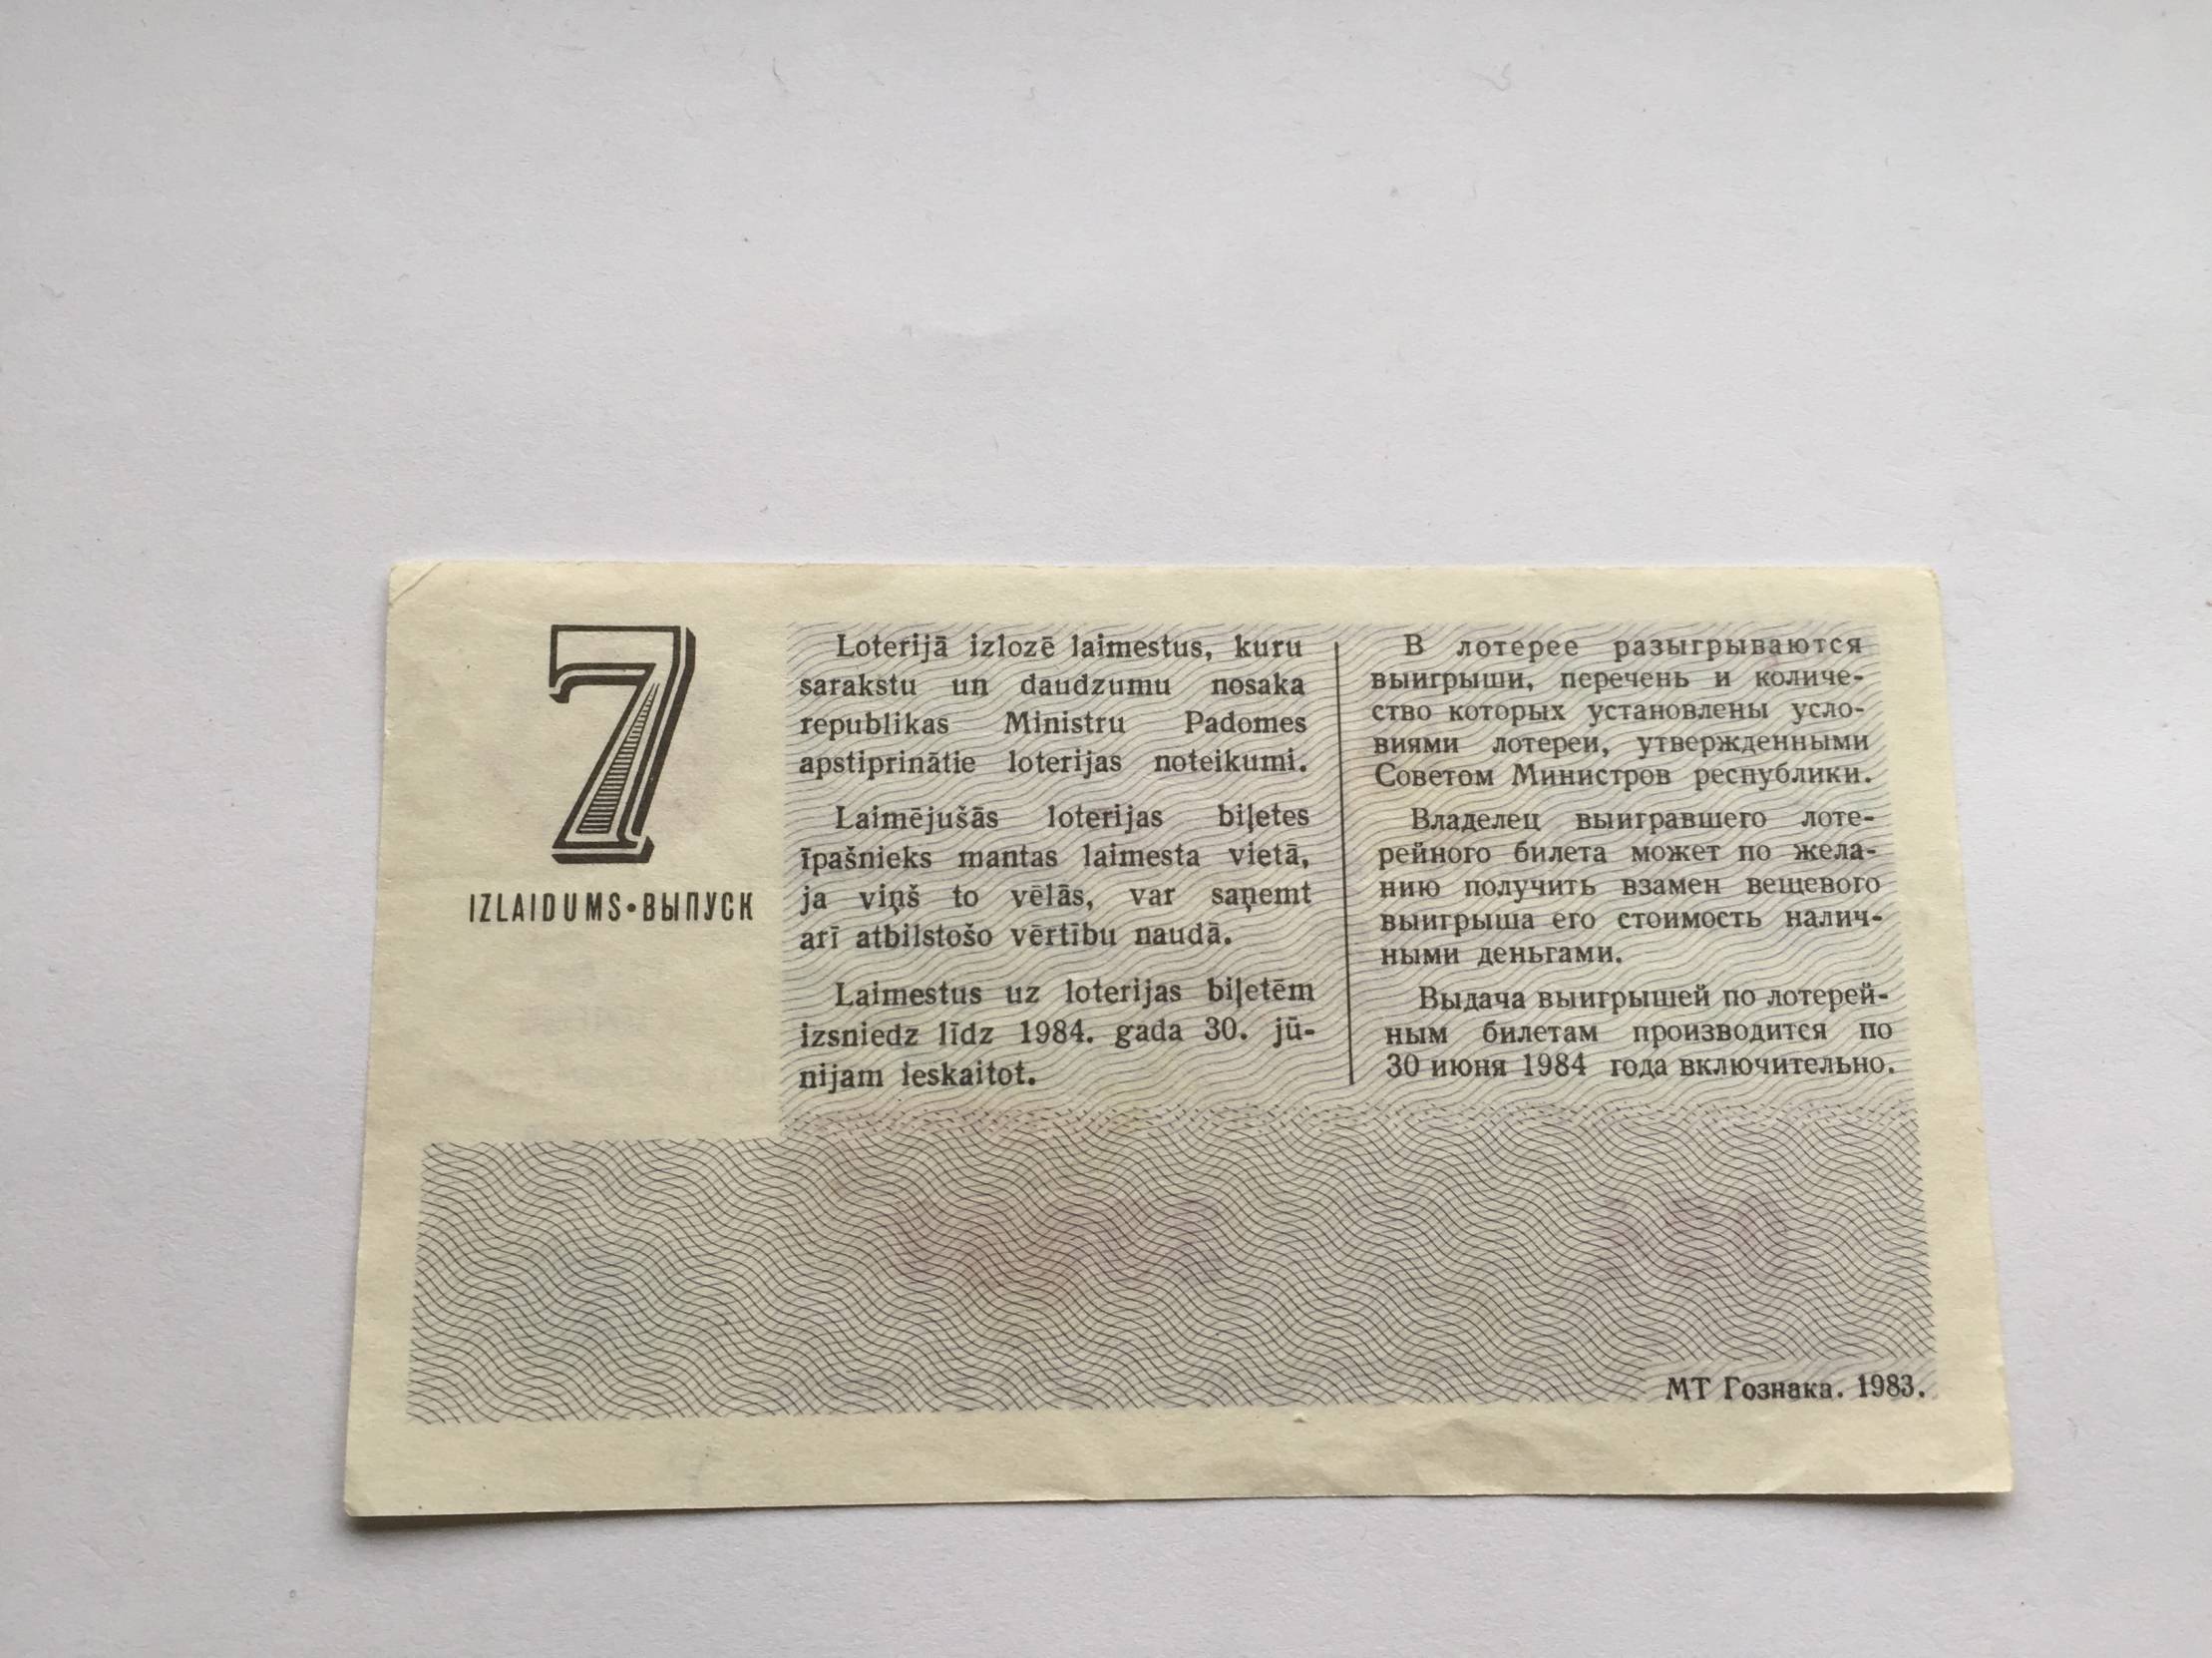 7
IZLAIDUMS•ВЫПУСК
Loterijā izlozē laimestus, kuru
sarakstu un daudzumu nosaka
republikas Ministru Padomes
apstiprinātie loterijas noteikumi.
Laimējušās loterijas biļetes
īpašnieks mantas laimesta vietā,
ja viņš to vēlās, var saņemt
arī atbilstošo vērtību naudā.
Laimestus uz loterijas biļetēm
izsniedz līdz 1984. gada 30. jū-
nijam ieskaitot.
В лотерее разыгрываются
выигрыши, перечень и количе-
ство которых установлены усло-
виями лотереи, утвержденными
Советом Министров республики.
Владелец выигравшего лоте-
рейного билета может по жела-
нию получить взамен вещевого
выигрыша его стоимость налич-
ными деньгами.
Выдача выигрышей по лотерей-
ным билетам производится по
30 июня 1984 года включительно.
МТ Гознака. 1983.